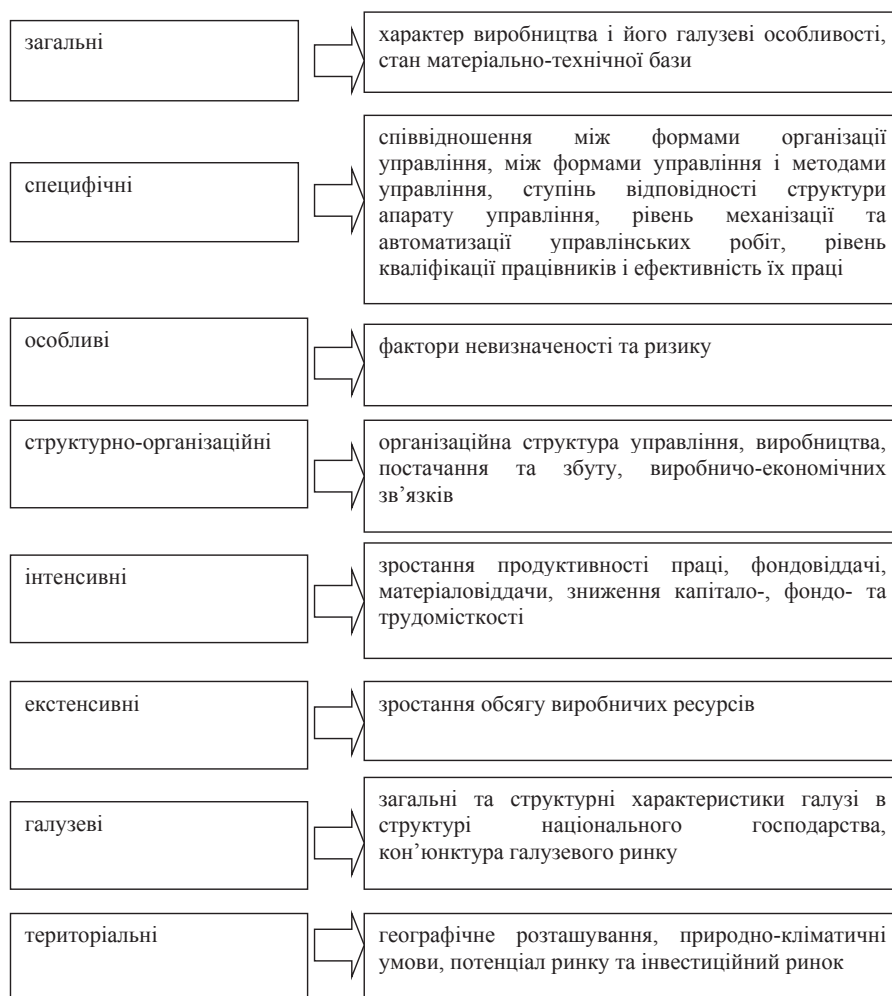 загальні
характер виробництва і його галузеві особливості,
стан матеріально-технічної бази
специфічні
співвідношення між формами організації
управління, між формами управління і методами
управління, ступінь відповідності структури
апарату управління, рівень механізації та
автоматизації управлінських робіт, рівень
кваліфікації працівників і ефективність їх праці
особливі
фактори невизначеності та ризику
структурно-організаційні
організаційна структура управління, виробництва,
постачання та збуту, виробничо-економічних
зв’язків
інтенсивні
зростання продуктивності праці, фондовіддачі,
матеріаловіддачи, зниження капітало-, фондо- та
трудомісткості
екстенсивні
зростання обсягу виробничих ресурсів
галузеві
загальні та структурні характеристики галузі в
структурі національного господарства,
кон’юнктура галузевого ринку
територіальні
географічне розташування, природно-кліматичні
умови, потенціал ринку та інвестиційний ринок